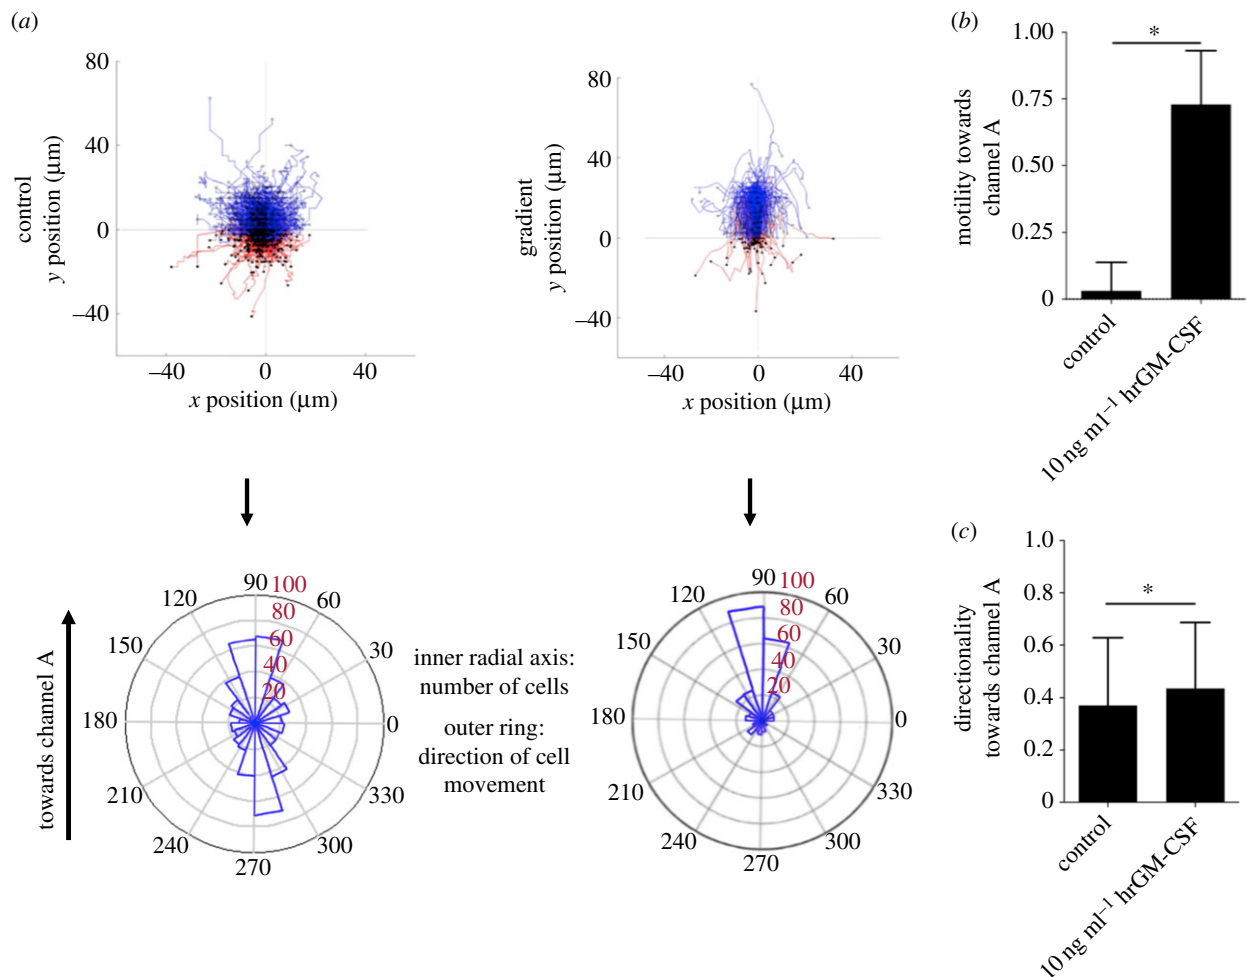 (a)
80
40
0
–40
control
y position (µm)
–40
0
40
x position (µm)
80
40
0
–40
gradient
y position (µm)
–40
0
40
x position (µm)
(b)
1.00
0.75
0.50
0.25
0
motility towards
channel A
*
control
10 ng ml⁻¹ hrGM-CSF
towards channel A
90
100
80
60
40
20
120
60
150
30
180
0
210
330
240
300
270
inner radial axis:
number of cells
outer ring:
direction of cell
movement
90
100
80
60
40
20
120
60
150
30
180
0
210
330
240
300
270
(c)
1.0
0.8
0.6
0.4
0.2
0
directionality
towards channel A
*
control
10 ng ml⁻¹ hrGM-CSF